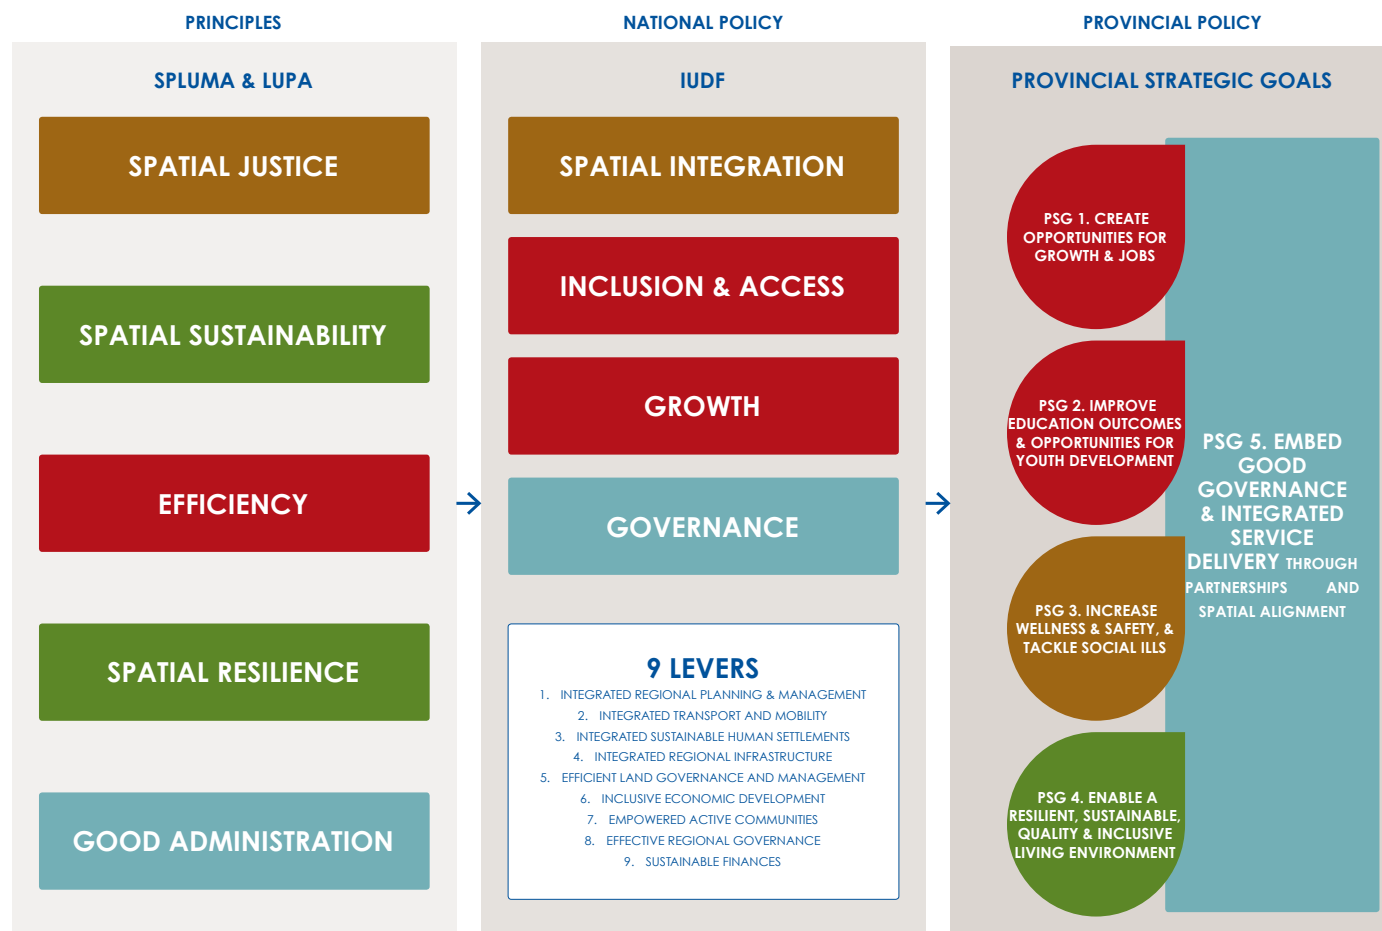 PRINCIPLES
SPLUMA & LUPA
SPATIAL JUSTICE
SPATIAL SUSTAINABILITY
EFFICIENCY
SPATIAL RESILIENCE
GOOD ADMINISTRATION
NATIONAL POLICY
IUDF
SPATIAL INTEGRATION
INCLUSION & ACCESS
GROWTH
GOVERNANCE
9 LEVERS
1. INTEGRATED REGIONAL PLANNING & MANAGEMENT
2. INTEGRATED TRANSPORT AND MOBILITY
3. INTEGRATED SUSTAINABLE HUMAN SETTLEMENTS
4. INTEGRATED REGIONAL INFRASTRUCTURE
5. EFFICIENT LAND GOVERNANCE AND MANAGEMENT
6. INCLUSIVE ECONOMIC DEVELOPMENT
7. EMPOWERED ACTIVE COMMUNITIES
8. EFFECTIVE REGIONAL GOVERNANCE
9. SUSTAINABLE FINANCES
PROVINCIAL POLICY
PROVINCIAL STRATEGIC GOALS
PSG 1. CREATE
OPPORTUNITIES FOR
GROWTH & JOBS
PSG 2. IMPROVE
EDUCATION OUTCOMES
& OPPORTUNITIES FOR
YOUTH DEVELOPMENT
PSG 3. INCREASE
WELLNESS & SAFETY, &
TACKLE SOCIAL ILLS
PSG 4. ENABLE A
RESILIENT, SUSTAINABLE,
QUALITY & INCLUSIVE
LIVING ENVIRONMENT
PSG 5. EMBED
GOOD
GOVERNANCE
& INTEGRATED
SERVICE
DELIVERY THROUGH
PARTNERSHIPS AND
SPATIAL ALIGNMENT